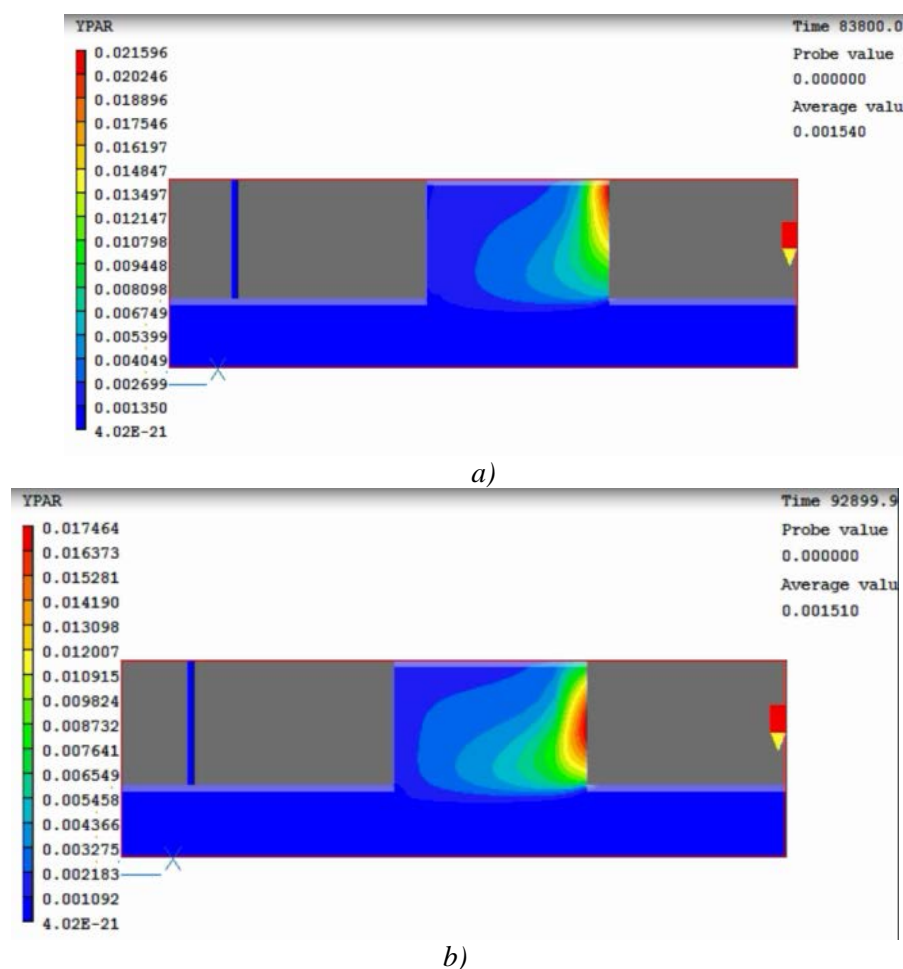 YPAR
Time 83800.0
Probe value
0.000000
Average valu
0.001540
0.021596
0.020246
0.018896
0.017546
0.016197
0.014847
0.013497
0.012147
0.010798
0.009448
0.008098
0.006749
0.005399
0.004049
0.002699
0.001350
4.02E-21
X
a)
YPAR
Time 92899.9
Probe value
0.000000
Average valu
0.001510
0.017464
0.016373
0.015281
0.014190
0.013098
0.012007
0.010915
0.009824
0.008732
0.007641
0.006549
0.005458
0.004366
0.003275
0.002183
0.001092
4.02E-21
X
b)